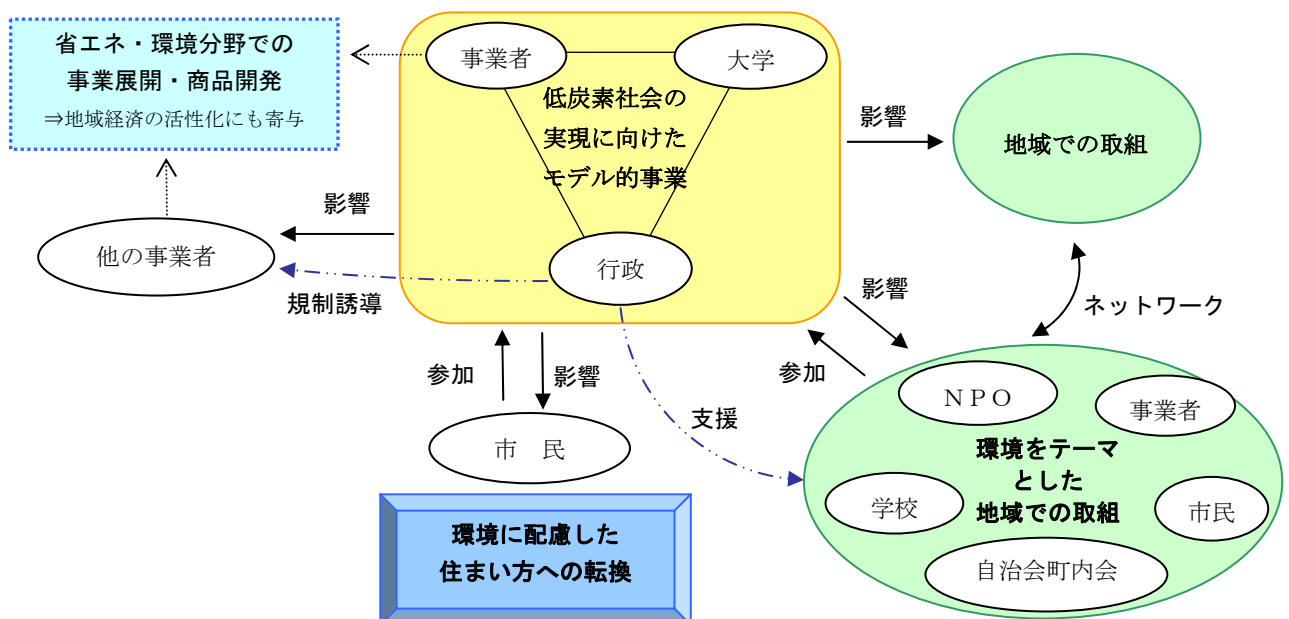 省エネ・環境分野での
事業展開・商品開発
⇒地域経済の活性化にも寄与
事業者
大学
低炭素社会の
実現に向けた
モデル的事業
行政
影響
地域での取組
影響
他の事業者
規制誘導
影響
ネットワーク
参加
影響
参加
支援
市 民
環境に配慮した
住まい方への転換
ＮＰＯ
事業者
環境をテーマ
とした
地域での取組
学校
市民
自治会町内会